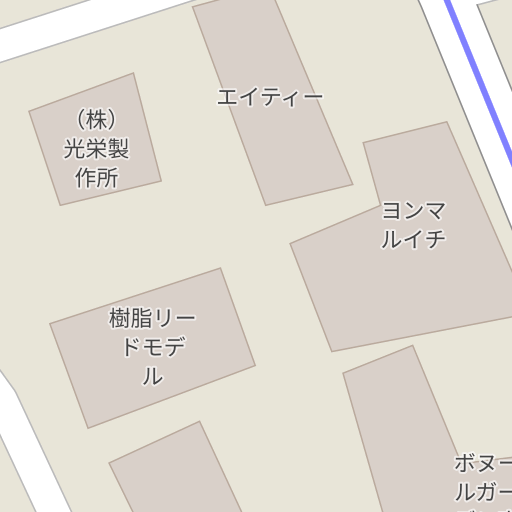 エイティー
（株）
光栄製
作所
ヨンマ
ルイチ
樹脂リー
ドモデ
ル
ボヌー
ルガー